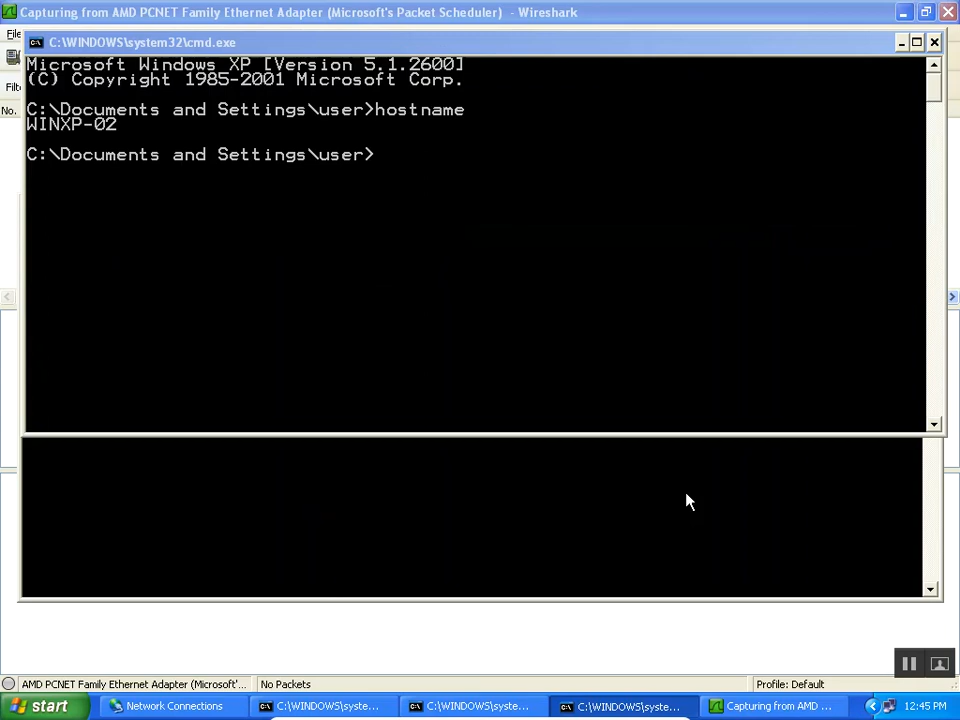 Capturing from AMD PCNET Family Ethernet Adapter (Microsoft's Packet Scheduler) - Wireshark
File
C:\WINDOWS\system32\cmd.exe
Microsoft Windows XP [Version 5.1.2600]
(C) Copyright 1985-2001 Microsoft Corp.
Filt
No.
C:\Documents and Settings\user>hostname
WINXP-02
C:\Documents and Settings\user>
AMD PCNET Family Ethernet Adapter (Microsoft'...
No Packets
Profile: Default
start
Network Connections
C:\WINDOWS\syste...
C:\WINDOWS\syste...
C:\WINDOWS\syste...
Capturing from AMD ...
12:45 PM